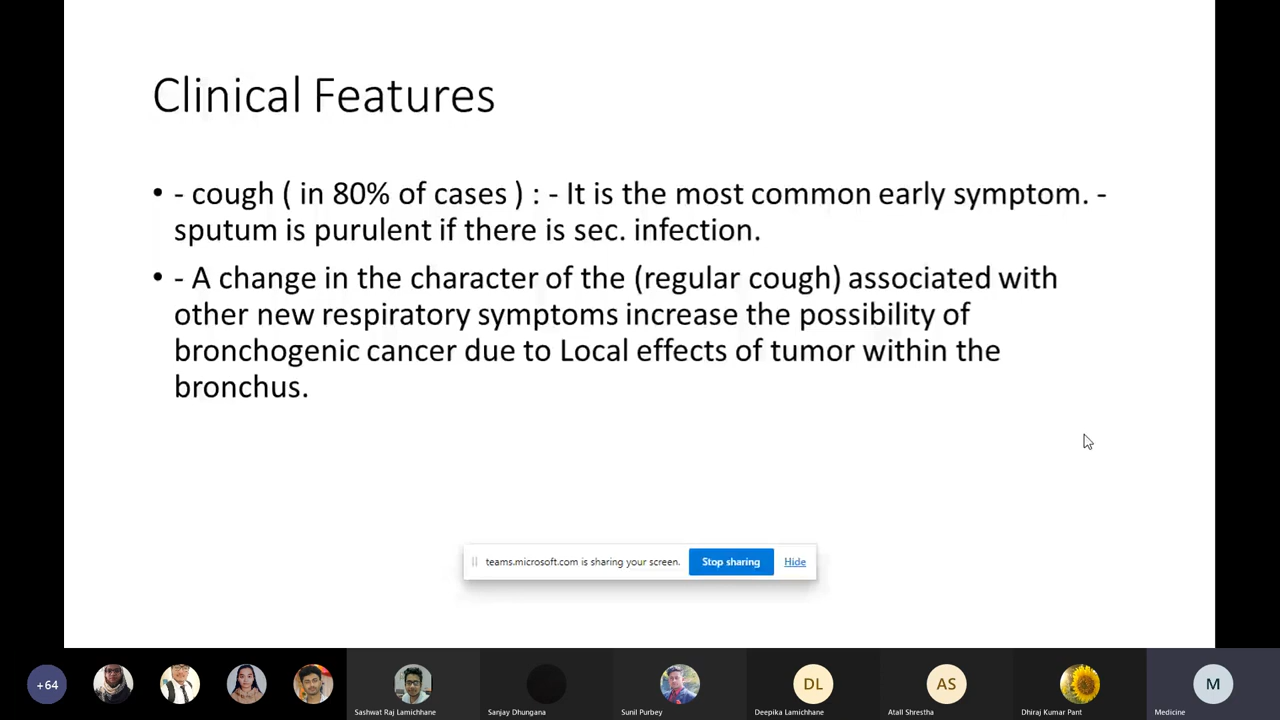 Clinical Features
• - cough ( in 80% of cases ) : - It is the most common early symptom. -
sputum is purulent if there is sec. infection.
• - A change in the character of the (regular cough) associated with
other new respiratory symptoms increase the possibility of
bronchogenic cancer due to Local effects of tumor within the
bronchus.
teams.microsoft.com is sharing your screen. Stop sharing Hide
+64 DL AS M
Sashwat Raj Lamichhane Sanjay Dhungana Sunil Purbey Deepika Lamichhane Atall Shrestha Dhiraj Kumar Pant Medicine